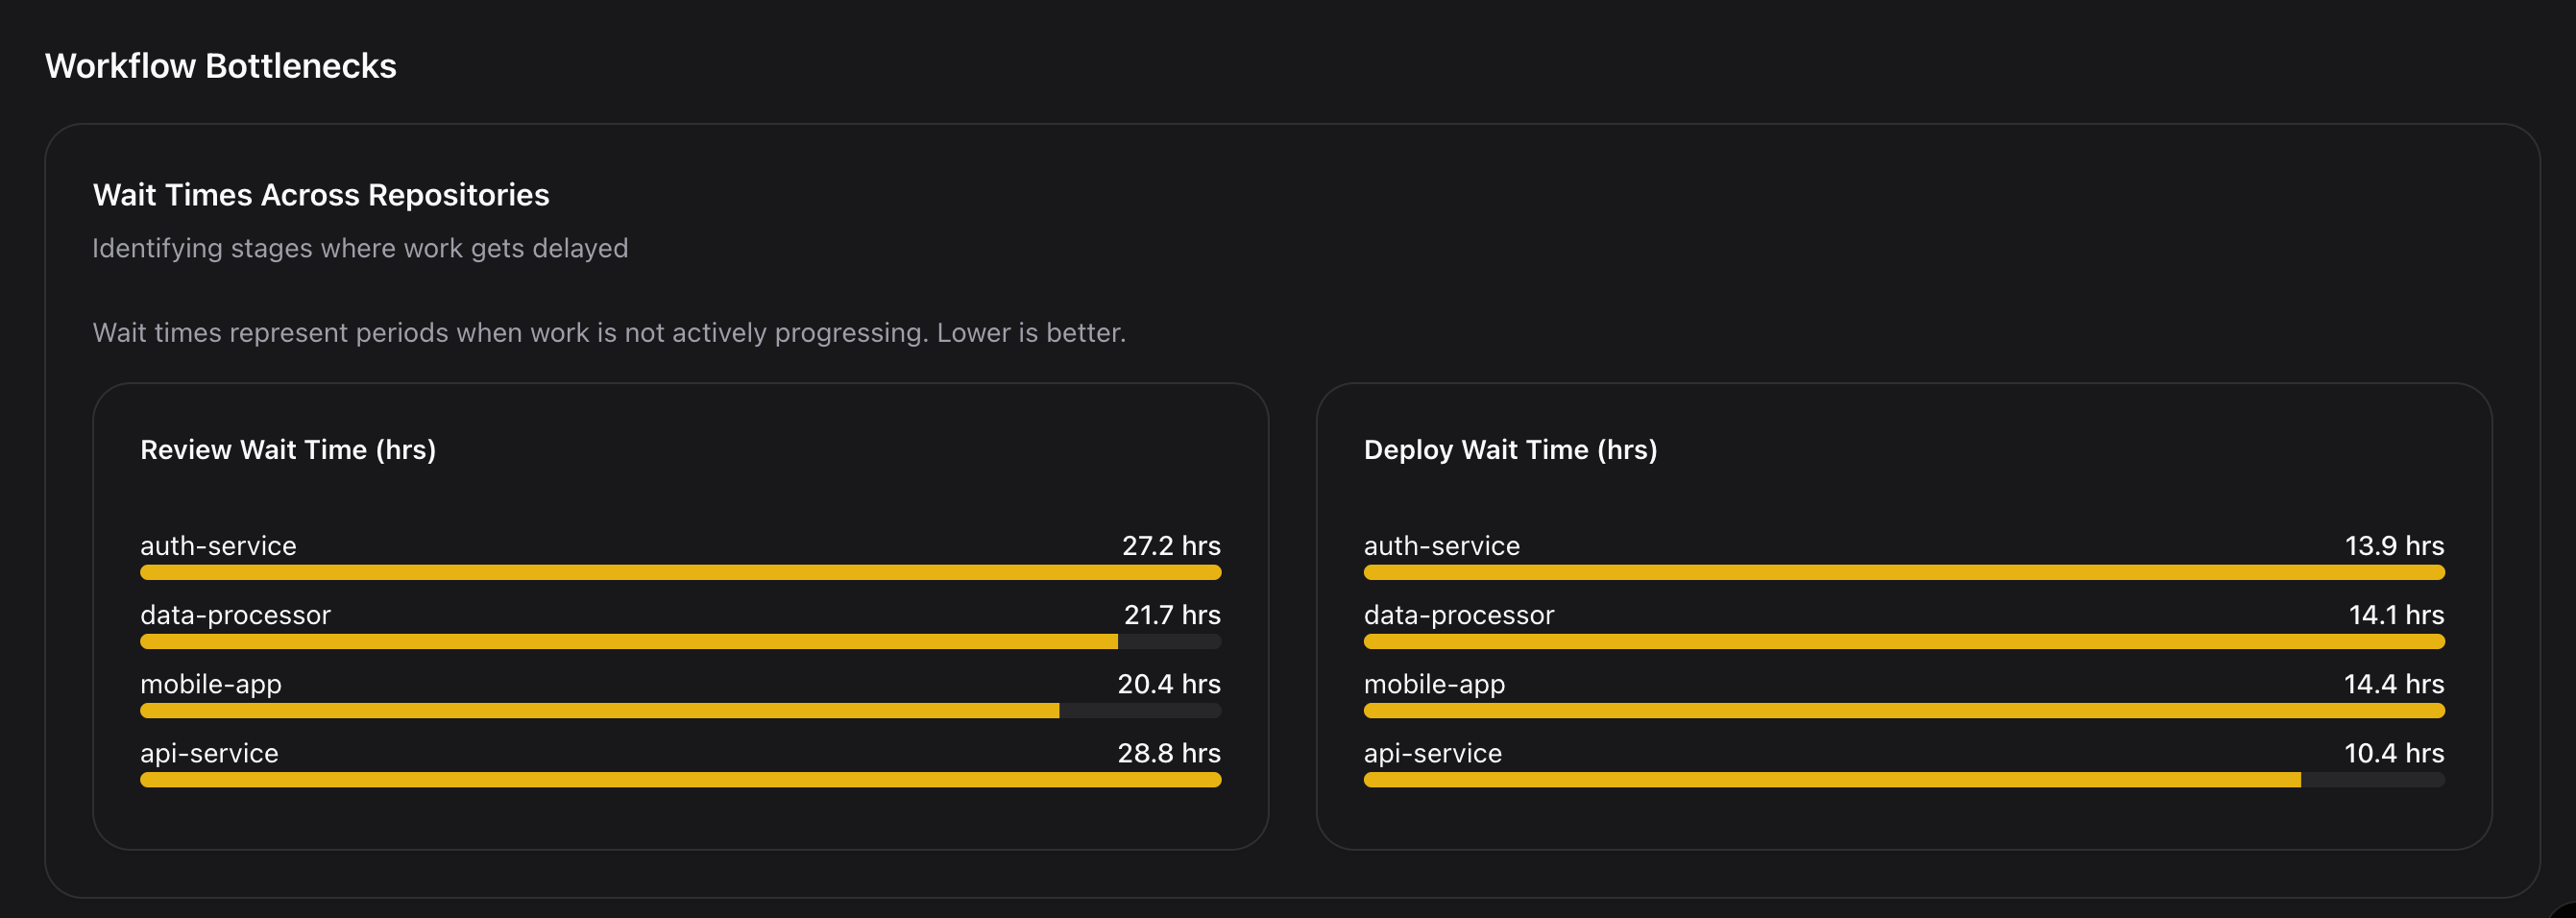 Workflow Bottlenecks
Wait Times Across Repositories
Identifying stages where work gets delayed
Wait times represent periods when work is not actively progressing. Lower is better.
Review Wait Time (hrs)
auth-service 27.2 hrs
data-processor 21.7 hrs
mobile-app 20.4 hrs
api-service 28.8 hrs
Deploy Wait Time (hrs)
auth-service 13.9 hrs
data-processor 14.1 hrs
mobile-app 14.4 hrs
api-service 10.4 hrs